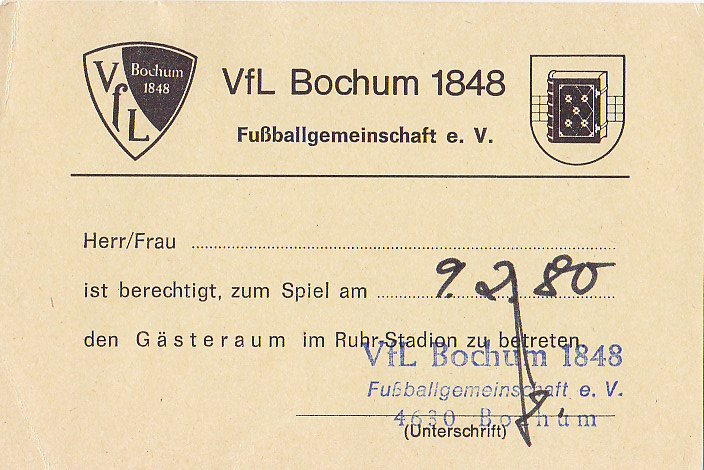 VfL
Bochum
1848
VfL Bochum 1848
Fußballgemeinschaft e. V.
Herr/Frau
ist berechtigt, zum Spiel am 9. 2. 80
den Gästeraum im Ruhr-Stadion zu betreten.
VfL Bochum 1848
Fußballgemeinschaft e. V.
4630 Bochum
(Unterschrift)